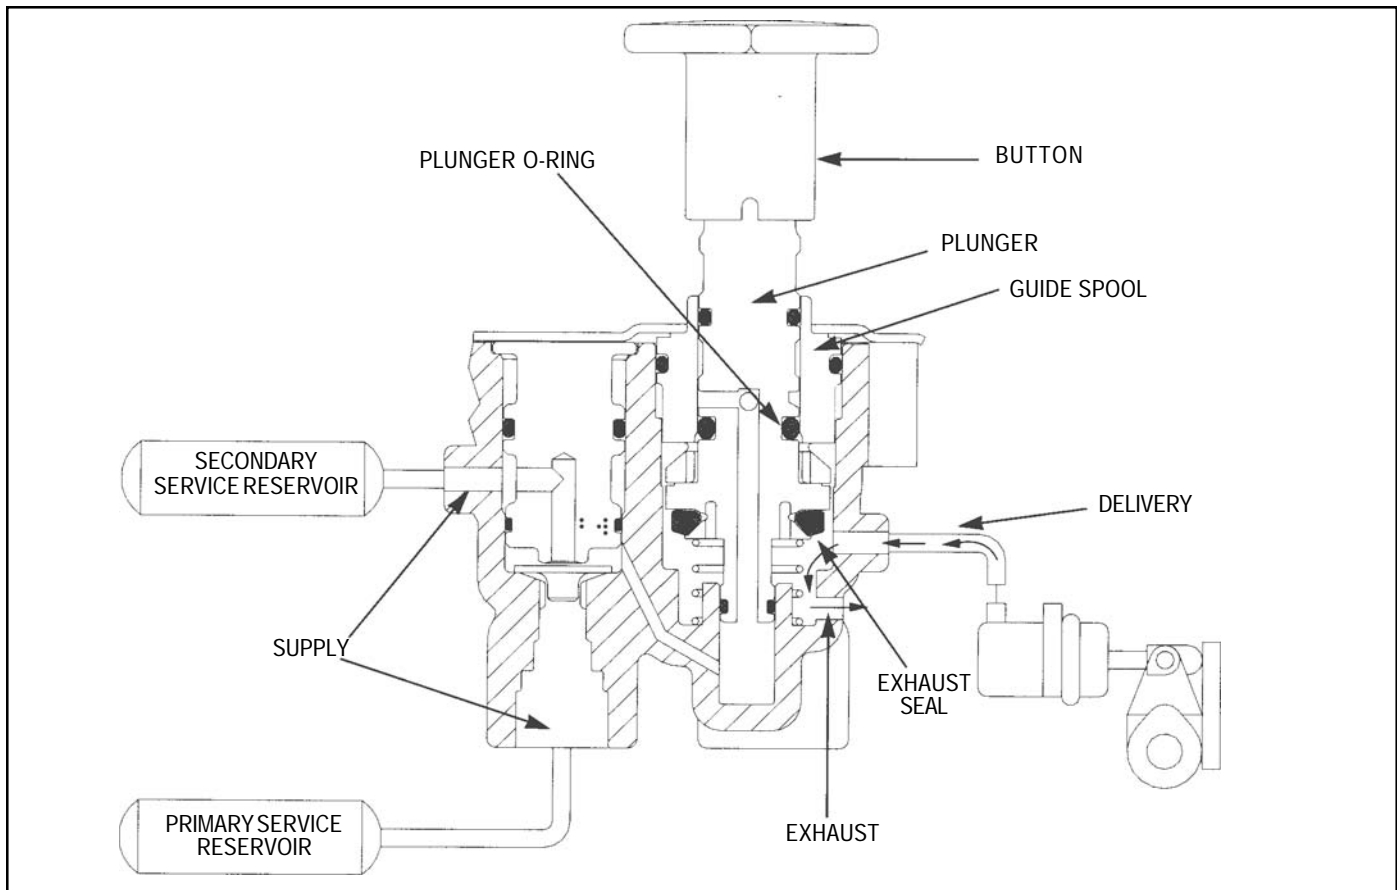 PLUNGER O-RING
BUTTON
PLUNGER
GUIDE SPOOL
SECONDARY
SERVICE RESERVOIR
DELIVERY
SUPPLY
EXHAUST
SEAL
PRIMARY SERVICE
RESERVOIR
EXHAUST